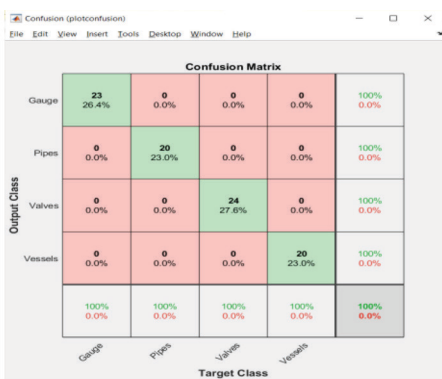 Confusion (plotconfusion)
File Edit View Insert Tools Desktop Window Help
Confusion Matrix
Gauge 23 0 0 0 100%
26.4% 0.0% 0.0% 0.0% 0.0%
Pipes 0 20 0 0 100%
0.0% 23.0% 0.0% 0.0% 0.0%
Valves 0 0 24 0 100%
0.0% 0.0% 27.6% 0.0% 0.0%
Vessels 0 0 0 20 100%
0.0% 0.0% 0.0% 23.0% 0.0%
100% 100% 100% 100% 100%
0.0% 0.0% 0.0% 0.0% 0.0%
Gauge Pipes Valves Vessels
Target Class
Output Class